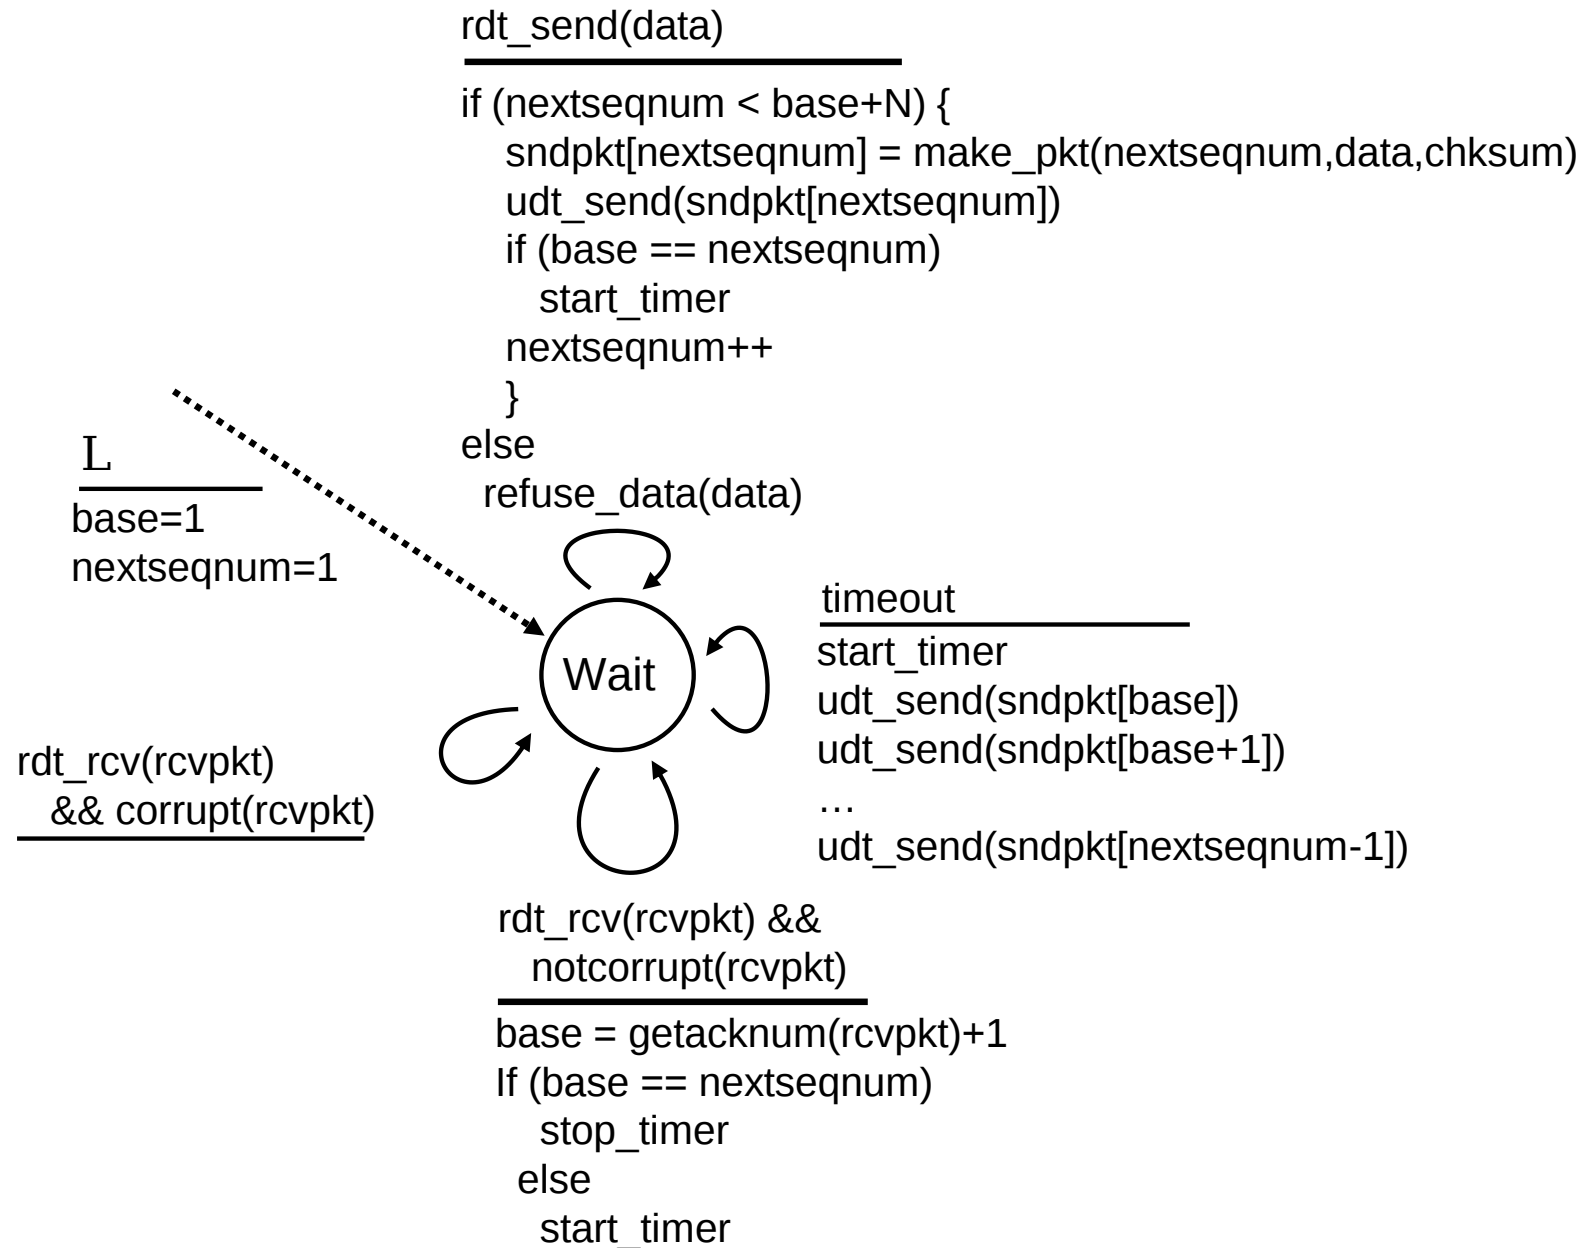 rdt_send(data)
if (nextseqnum < base+N) {
sndpkt[nextseqnum] = make_pkt(nextseqnum,data,chksum)
udt_send(sndpkt[nextseqnum])
if (base == nextseqnum)
start_timer
nextseqnum++
}
else
refuse_data(data)
L
base=1
nextseqnum=1
Wait
timeout
start_timer
udt_send(sndpkt[base])
udt_send(sndpkt[base+1])
…
udt_send(sndpkt[nextseqnum-1])
rdt_rcv(rcvpkt)
&& corrupt(rcvpkt)
rdt_rcv(rcvpkt) &&
notcorrupt(rcvpkt)
base = getacknum(rcvpkt)+1
If (base == nextseqnum)
stop_timer
else
start_timer